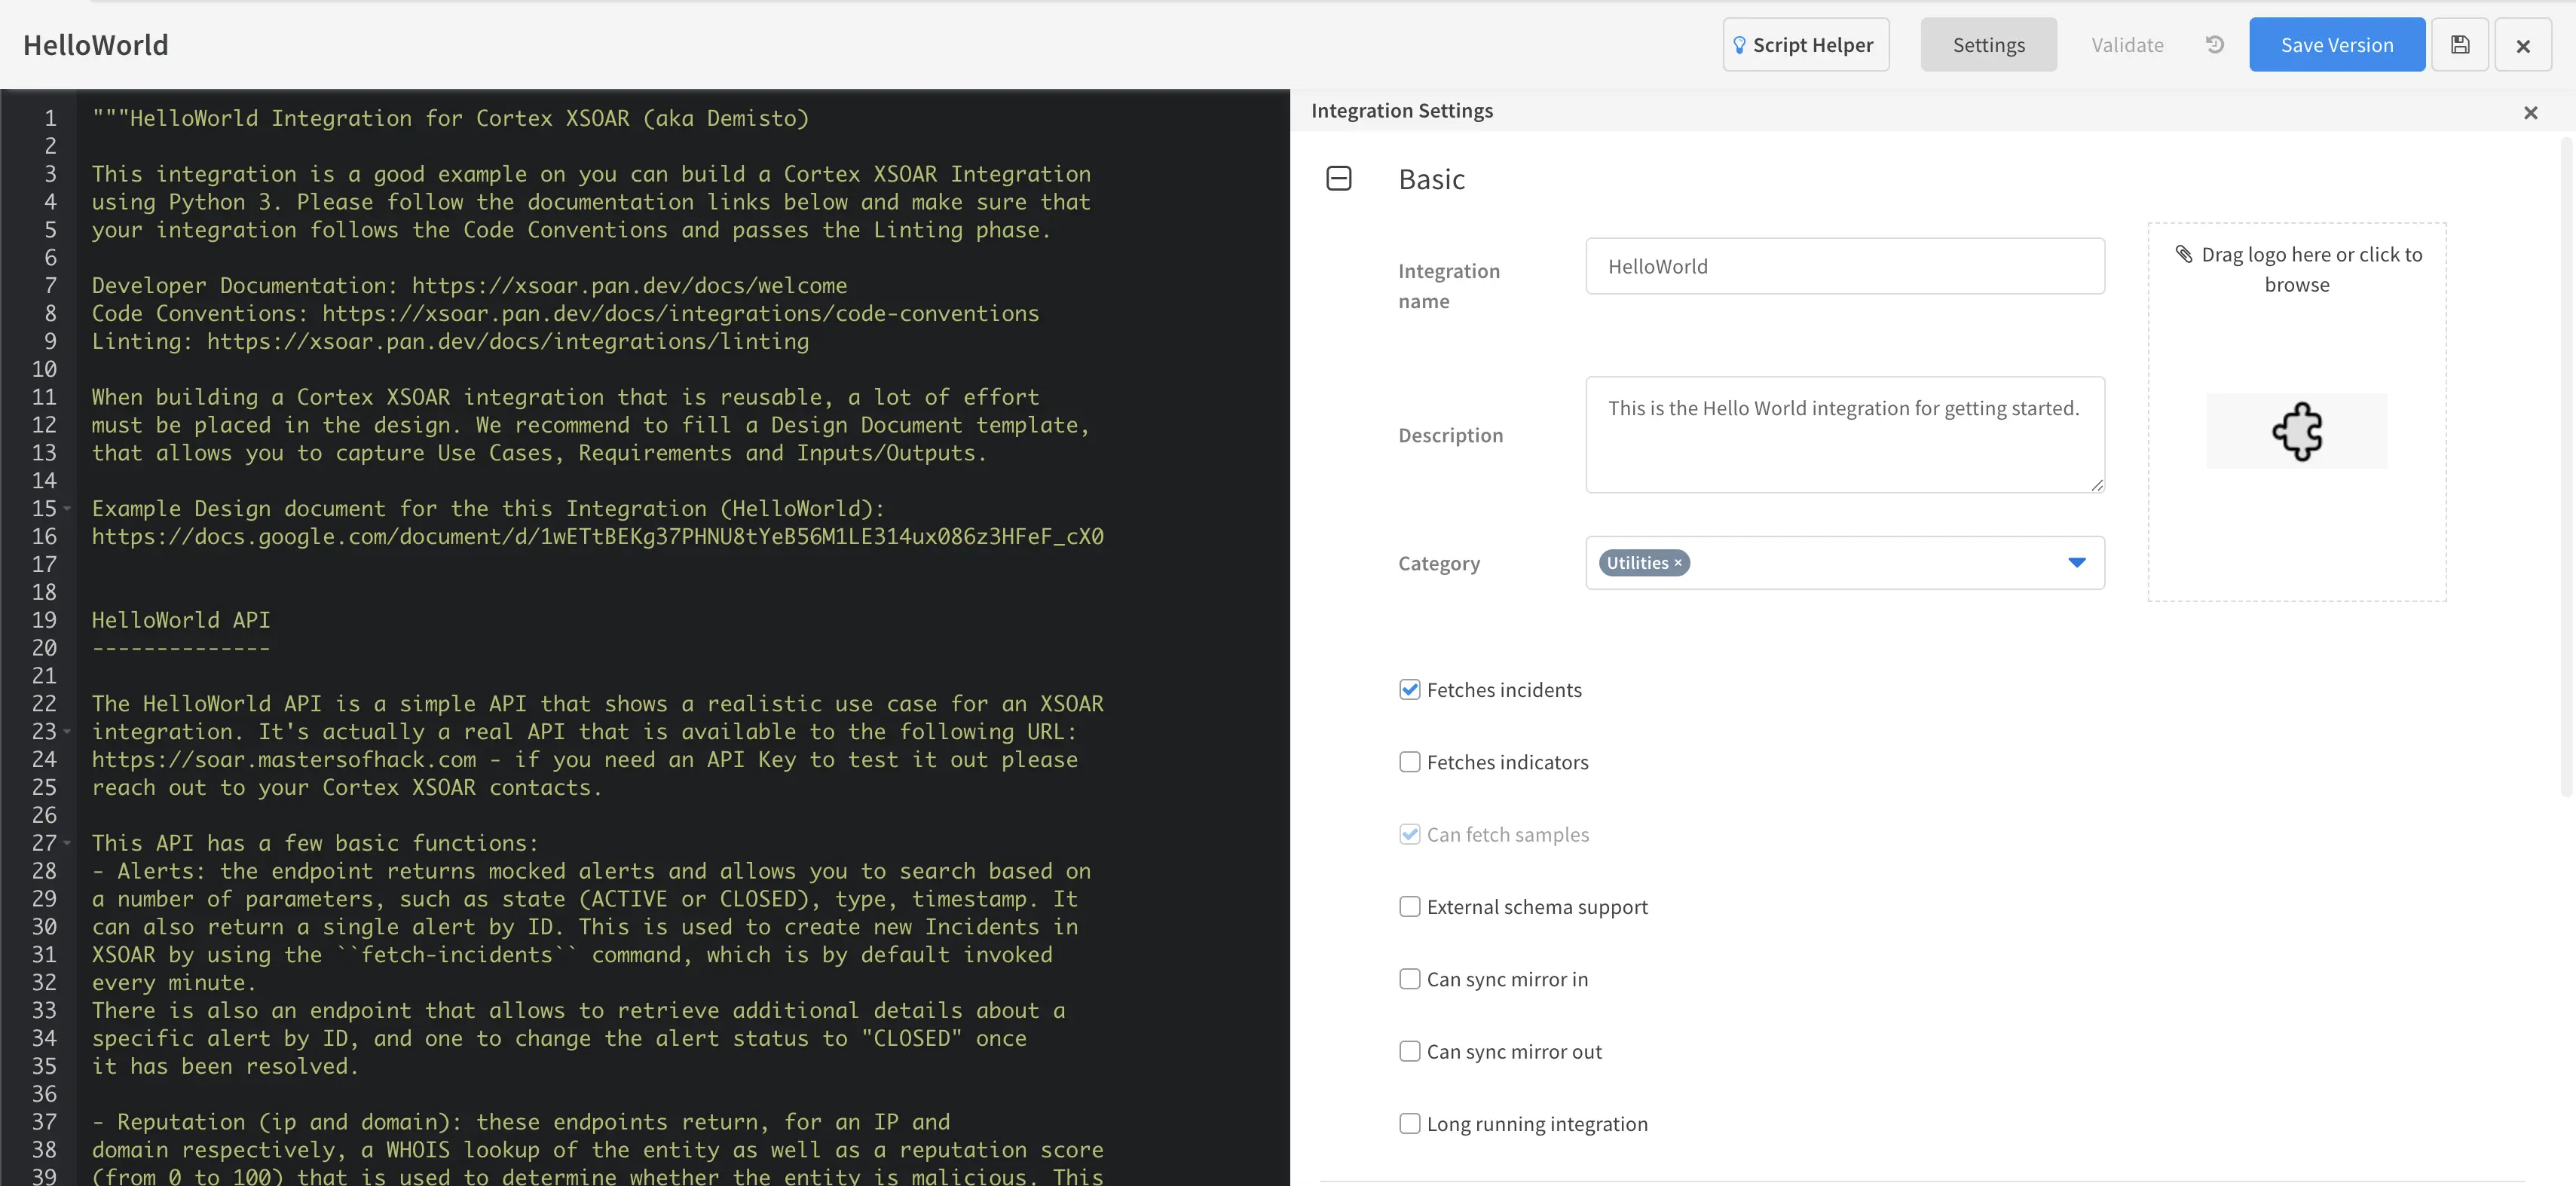 HelloWorld
Script Helper
Settings
Validate
Save Version
1 """HelloWorld Integration for Cortex XSOAR (aka Demisto)
2
3 This integration is a good example on you can build a Cortex XSOAR Integration
4 using Python 3. Please follow the documentation links below and make sure that
5 your integration follows the Code Conventions and passes the Linting phase.
6
7 Developer Documentation: https://xsoar.pan.dev/docs/welcome
8 Code Conventions: https://xsoar.pan.dev/docs/integrations/code-conventions
9 Linting: https://xsoar.pan.dev/docs/integrations/linting
10
11 When building a Cortex XSOAR integration that is reusable, a lot of effort
12 must be placed in the design. We recommend to fill a Design Document template,
13 that allows you to capture Use Cases, Requirements and Inputs/Outputs.
14
15 Example Design document for the this Integration (HelloWorld):
16 https://docs.google.com/document/d/1wETtBEKg37PHNU8tYeB56M1LE314ux086z3HFeF_cX0
17
18
19 HelloWorld API
20 --------------
21
22 The HelloWorld API is a simple API that shows a realistic use case for an XSOAR
23 integration. It's actually a real API that is available to the following URL:
24 https://soar.mastersofhack.com - if you need an API Key to test it out please
25 reach out to your Cortex XSOAR contacts.
26
27 This API has a few basic functions:
28 - Alerts: the endpoint returns mocked alerts and allows you to search based on
29 a number of parameters, such as state (ACTIVE or CLOSED), type, timestamp. It
30 can also return a single alert by ID. This is used to create new Incidents in
31 XSOAR by using the ``fetch-incidents`` command, which is by default invoked
32 every minute.
33 There is also an endpoint that allows to retrieve additional details about a
34 specific alert by ID, and one to change the alert status to "CLOSED" once
35 it has been resolved.
36
37 - Reputation (ip and domain): these endpoints return, for an IP and
38 domain respectively, a WHOIS lookup of the entity as well as a reputation score
39 (from 0 to 100) that is used to determine whether the entity is malicious. This
Integration Settings
Basic
Integration
name
HelloWorld
Drag logo here or click to
browse
Description
This is the Hello World integration for getting started.
Category
Utilities ×
Fetches incidents
Fetches indicators
Can fetch samples
External schema support
Can sync mirror in
Can sync mirror out
Long running integration